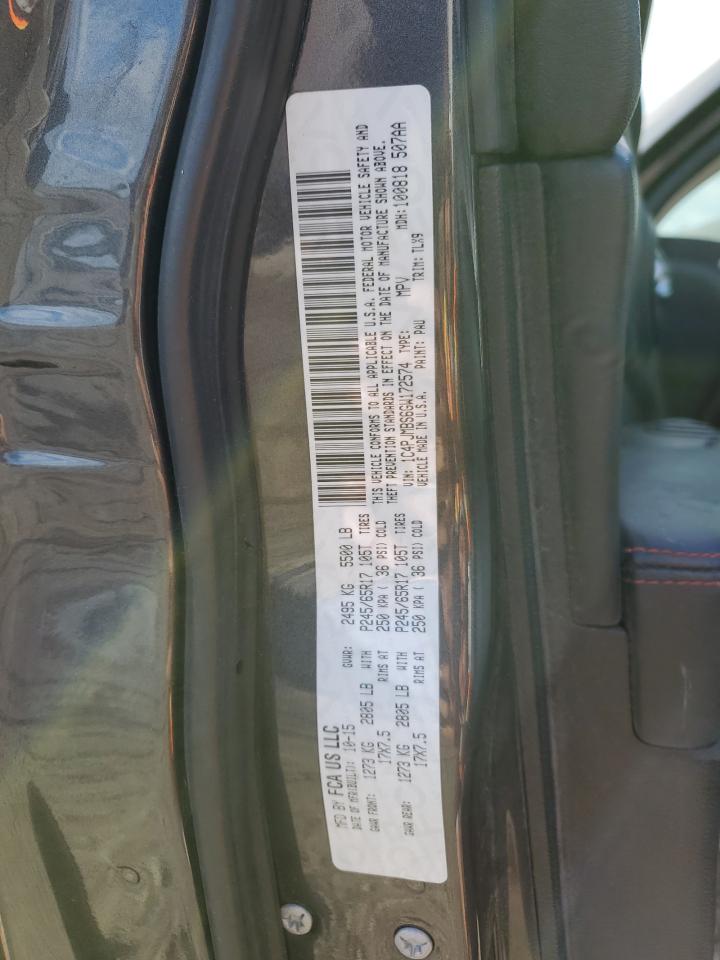 MFD BY FCA US LLC
DATE OF MFR(BUILT): 10-15 GVWR: 2495 KG 5500 LB
GAWR FRONT: 1273 KG 2805 LB WITH P245/65R17 105T TIRES
17X7.5 RIMS AT 250 KPA ( 36 PSI) COLD
GAWR REAR: 1273 KG 2805 LB WITH P245/65R17 105T TIRES
17X7.5 RIMS AT 250 KPA ( 36 PSI) COLD
THIS VEHICLE CONFORMS TO ALL APPLICABLE U.S.A. FEDERAL MOTOR VEHICLE SAFETY AND
THEFT PREVENTION STANDARDS IN EFFECT ON THE DATE OF MANUFACTURE SHOWN ABOVE.
VIN: 1C4PJMBS6GW172574 TYPE: MPV MDH:100818 507AA
VEHICLE MADE IN U.S.A. PAINT: PAU TRIM: TLX9